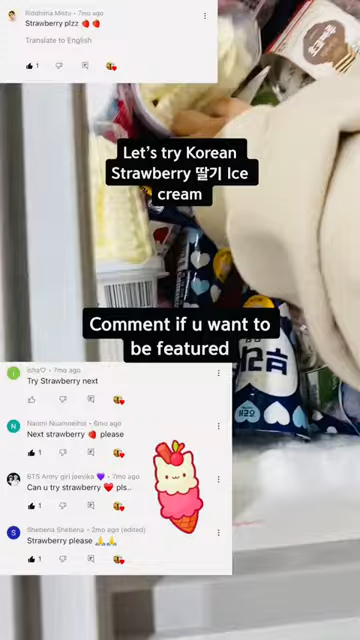 Riddhima Mistu • 7mo ago
Strawberry plzz 🍓🍓
Translate to English
1
Let's try Korean
Strawberry 딸기 Ice
cream
Comment if u want to
be featured
isha♡ • 7mo ago
Try Strawberry next
Naomi Nuamneihoi • 6mo ago
Next strawberry 🍓 please
1
BTS Army girl jeevika 💜 • 7mo ago
Can u try strawberry ❤️ pls..
1
Shebena Shebena • 2mo ago (edited)
Strawberry please 🙏🙏
1